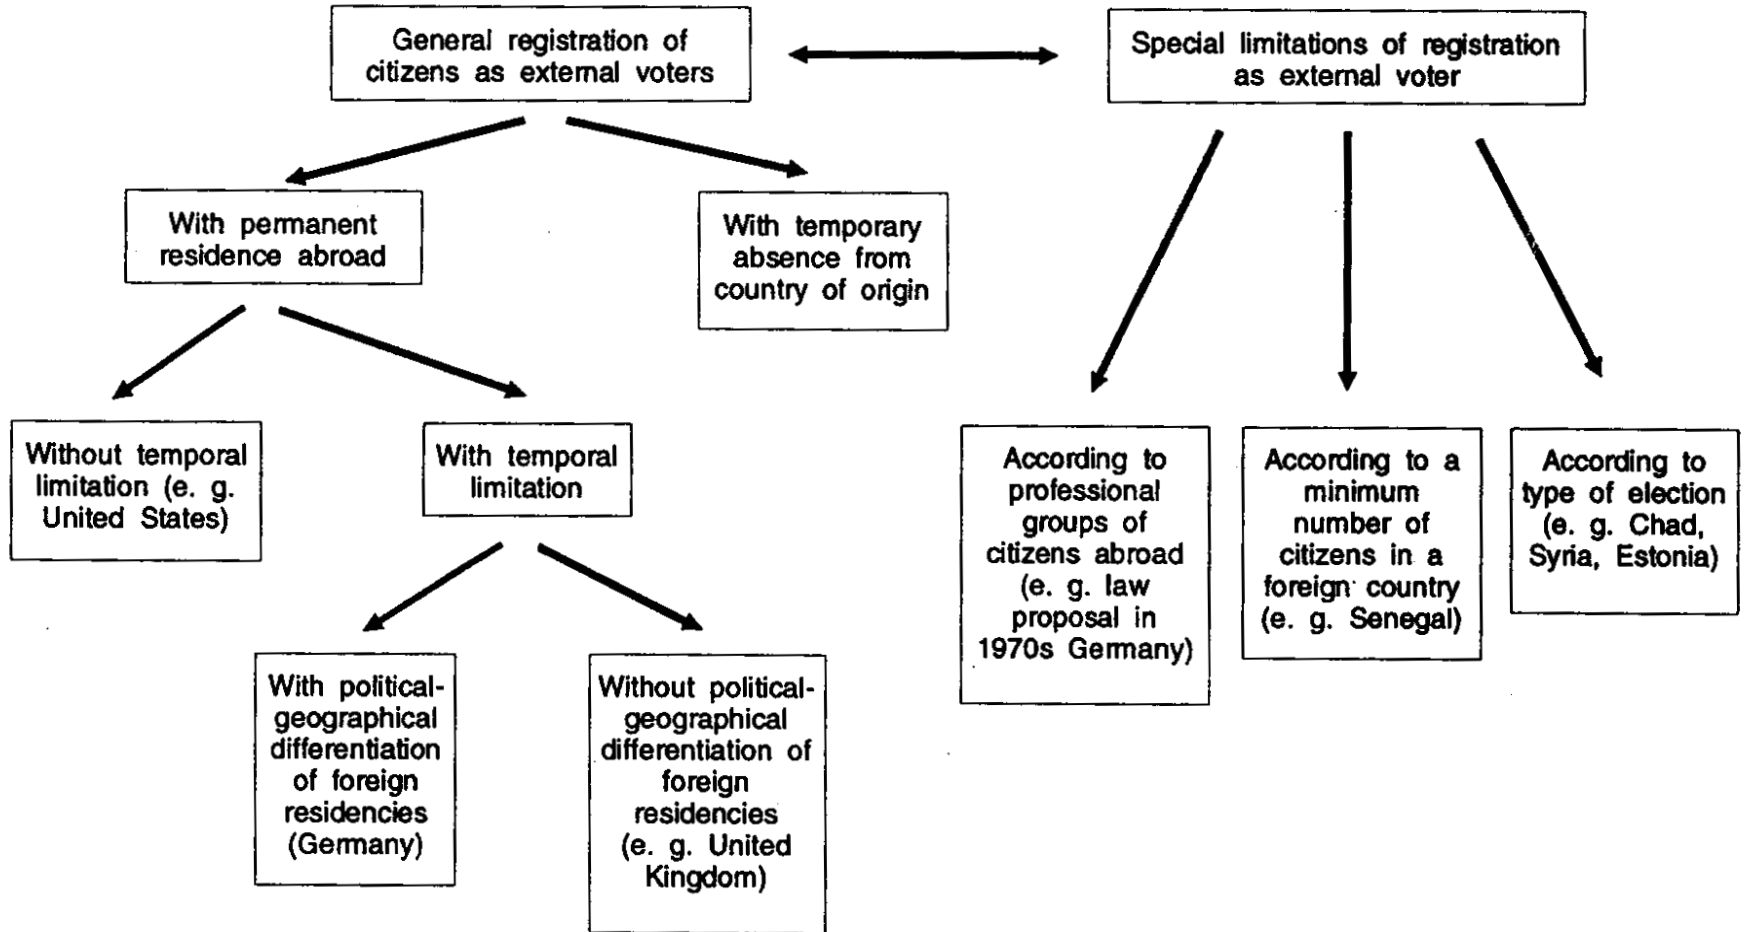 General registration of
citizens as external voters
Special limitations of registration
as external voter
With permanent
residence abroad
With temporary
absence from
country of origin
Without temporal
limitation (e. g.
United States)
With temporal
limitation
According to
professional
groups of
citizens abroad
(e. g. law
proposal in
1970s Germany)
According to a
minimum
number of
citizens in a
foreign country
(e. g. Senegal)
According to
type of election
(e. g. Chad,
Syria, Estonia)
With political-
geographical
differentiation
of foreign
residencies
(Germany)
Without political-
geographical
differentiation of
foreign
residencies
(e. g. United
Kingdom)